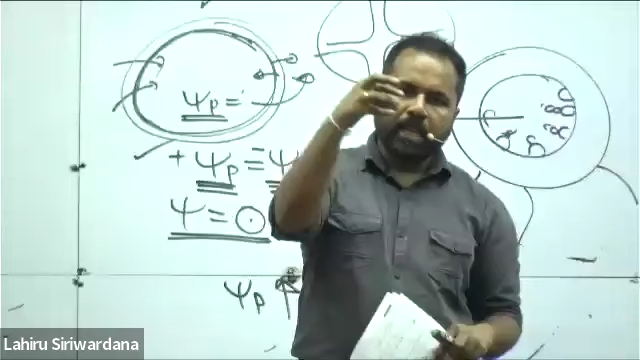 Ψp =
+ Ψp = Ψ
Ψ = 0
Ψp ↑
Lahiru Siriwardana